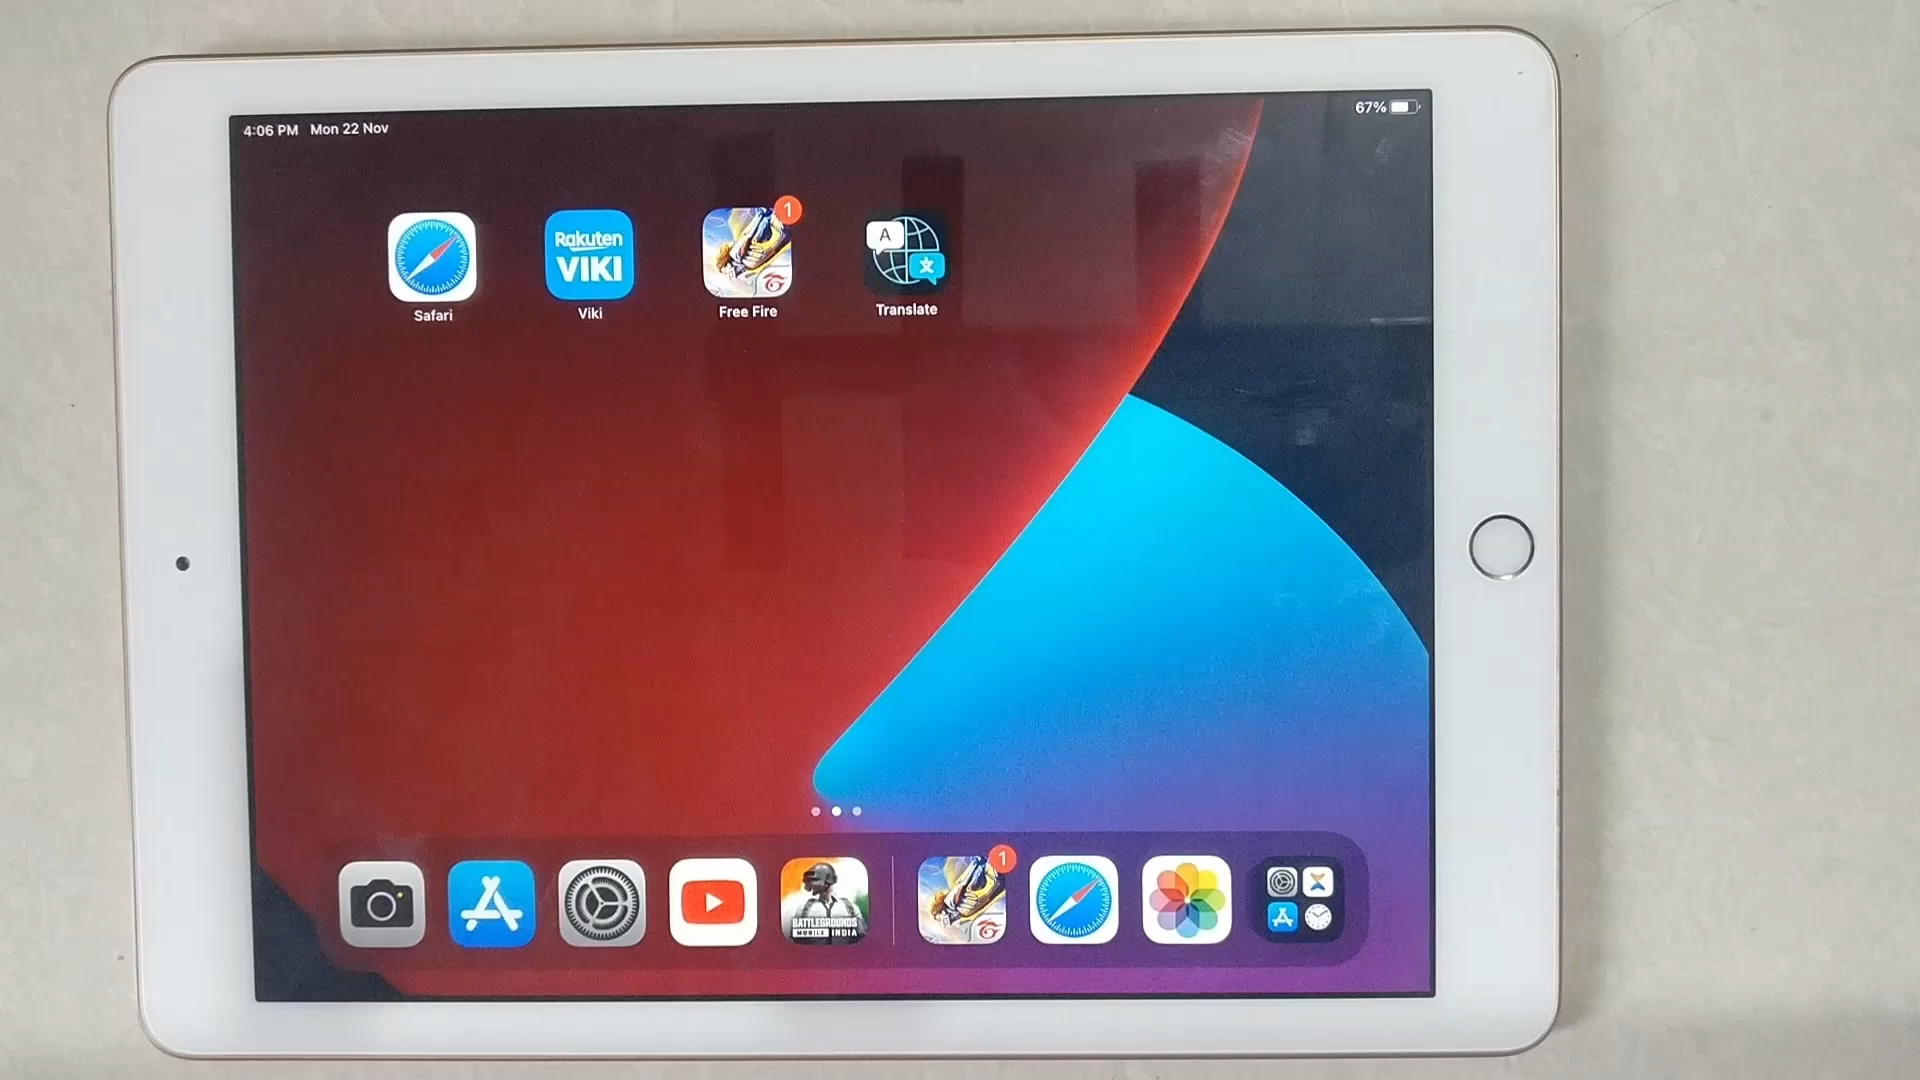 4:06 PM Mon 22 Nov
67%
1
Rakuten
VIKI
A
文
Safari
Viki
Free Fire
Translate
1
BATTLEGROUNDS
MOBILE INDIA